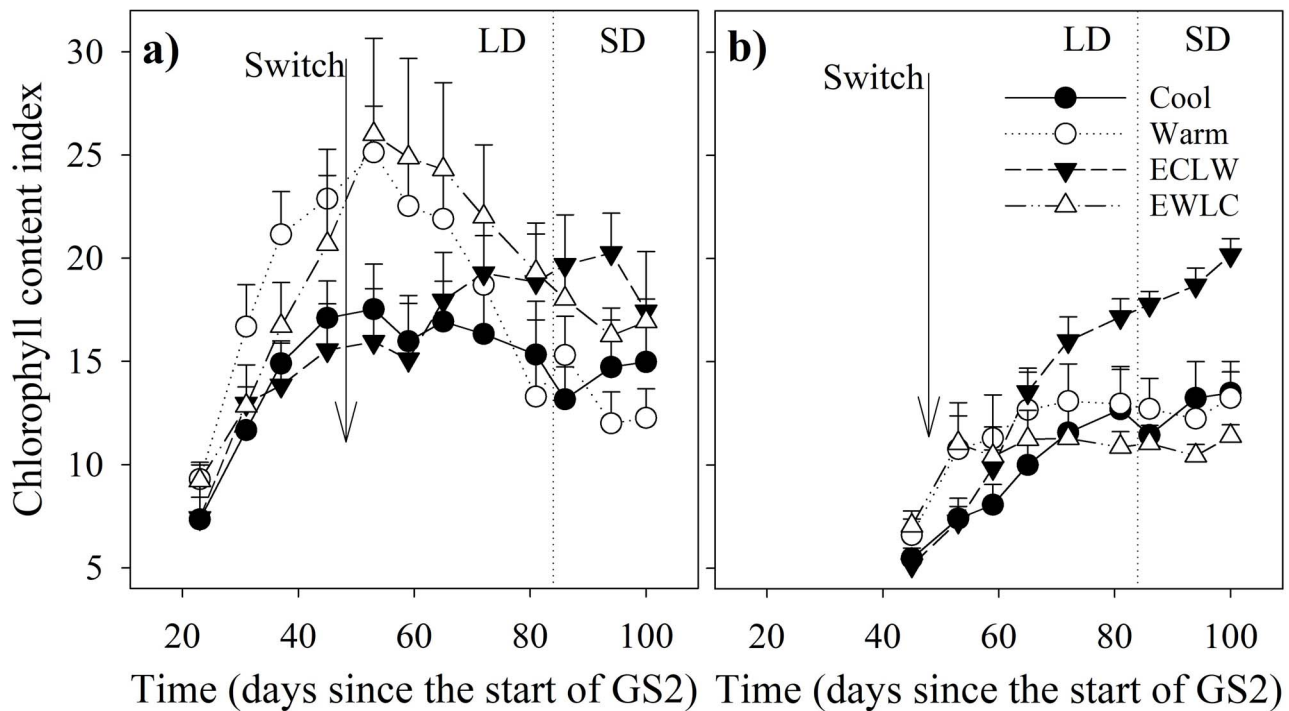 a)
LD
SD
Switch
b)
LD
SD
Switch
Cool
Warm
ECLW
EWLC
Chlorophyll content index
30
25
20
15
10
5
20
40
60
80
100
20
40
60
80
100
Time (days since the start of GS2)
Time (days since the start of GS2)